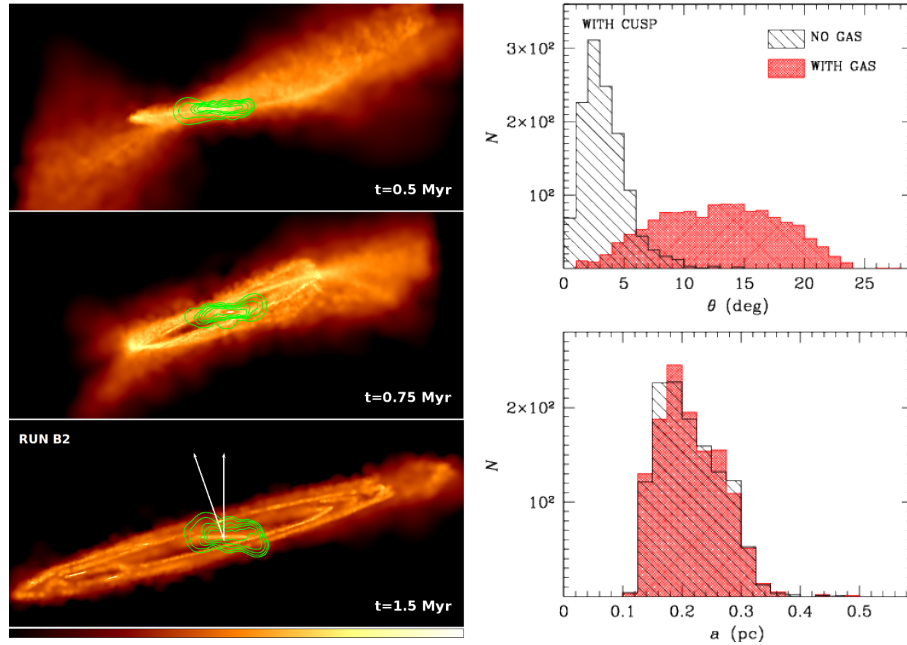 t=0.5 Myr
t=0.75 Myr
RUN B2
t=1.5 Myr
WITH CUSP
NO GAS
WITH GAS
N
3×10²
2×10²
10²
0 5 10 15 20 25
θ (deg)
N
2×10²
10²
0 0.1 0.2 0.3 0.4 0.5
a (pc)